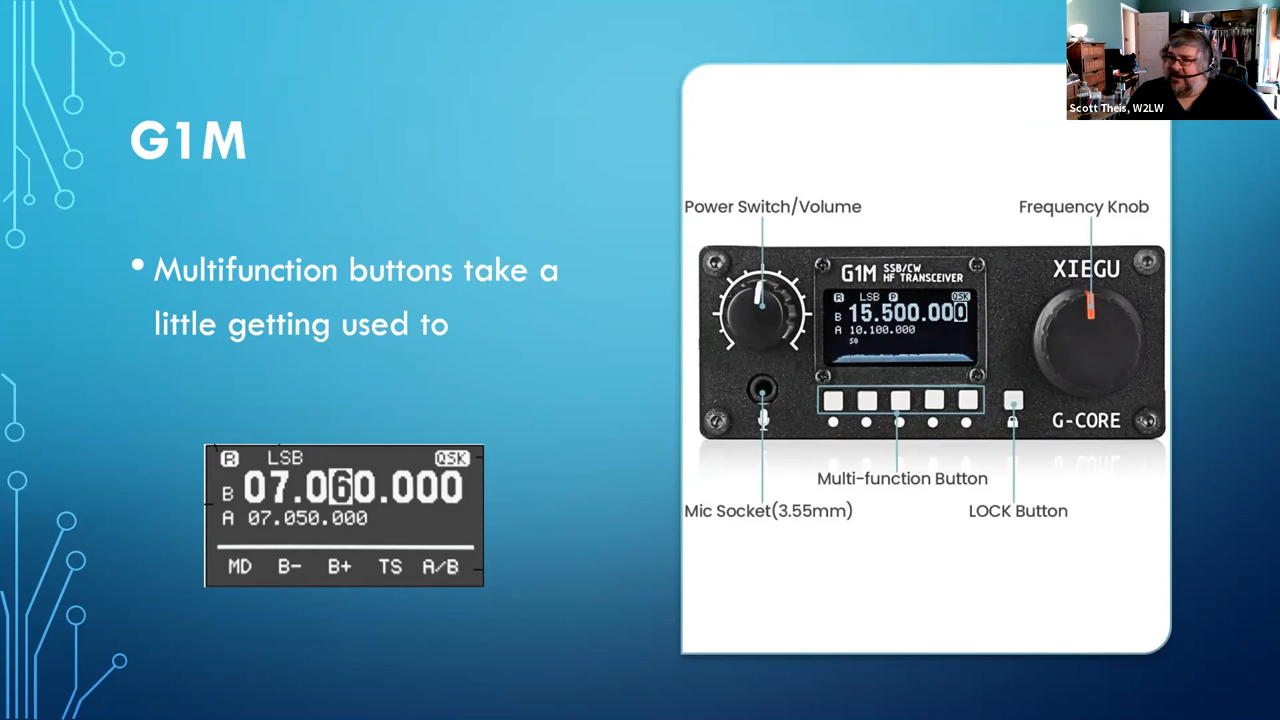 Scott Theis, W2LW
G1M
• Multifunction buttons take a
little getting used to
R LSB QSK
B 07.060.000
A 07.050.000
MD B- B+ TS A/B
Power Switch/Volume
Frequency Knob
G1M SSB/CW
HF TRANSCEIVER
XIEGU
R LSB P QSK
B 15.500.000
A 10.100.000
S0
G-CORE
Multi-function Button
Mic Socket(3.55mm)
LOCK Button